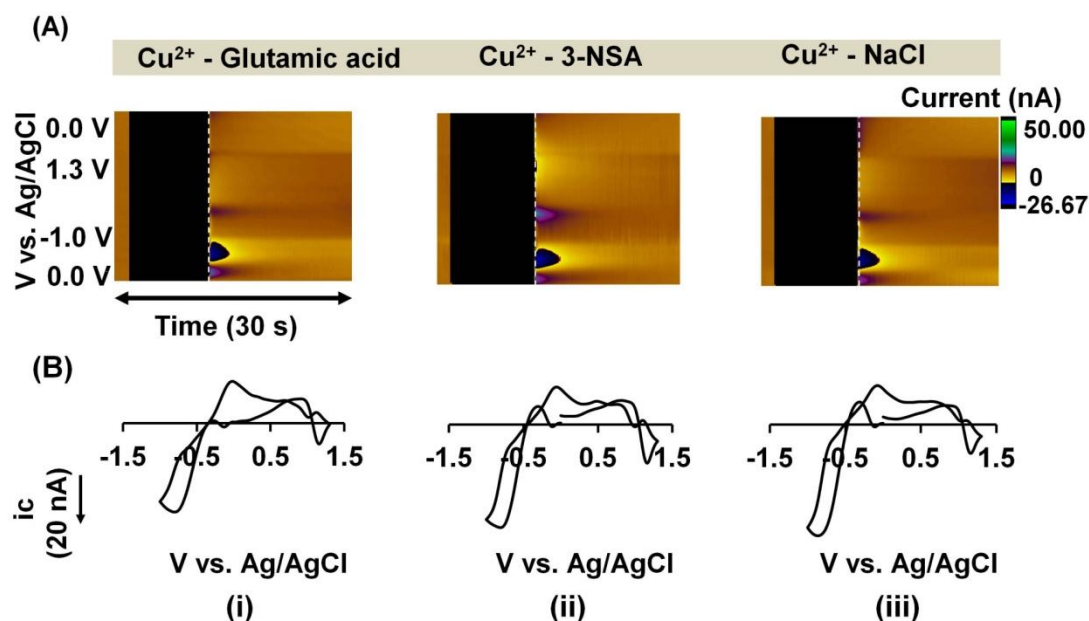 (A)
Cu²⁺ - Glutamic acid Cu²⁺ - 3-NSA Cu²⁺ - NaCl
Current (nA)
V vs. Ag/AgCl
0.0 V
1.3 V
-1.0 V
0.0 V
50.00
0
-26.67
Time (30 s)
(B)
-1.5 -0.5 0.5 1.5
-1.5 -0.5 0.5 1.5
-1.5 -0.5 0.5 1.5
ic
(20 nA)
V vs. Ag/AgCl V vs. Ag/AgCl V vs. Ag/AgCl
(i) (ii) (iii)